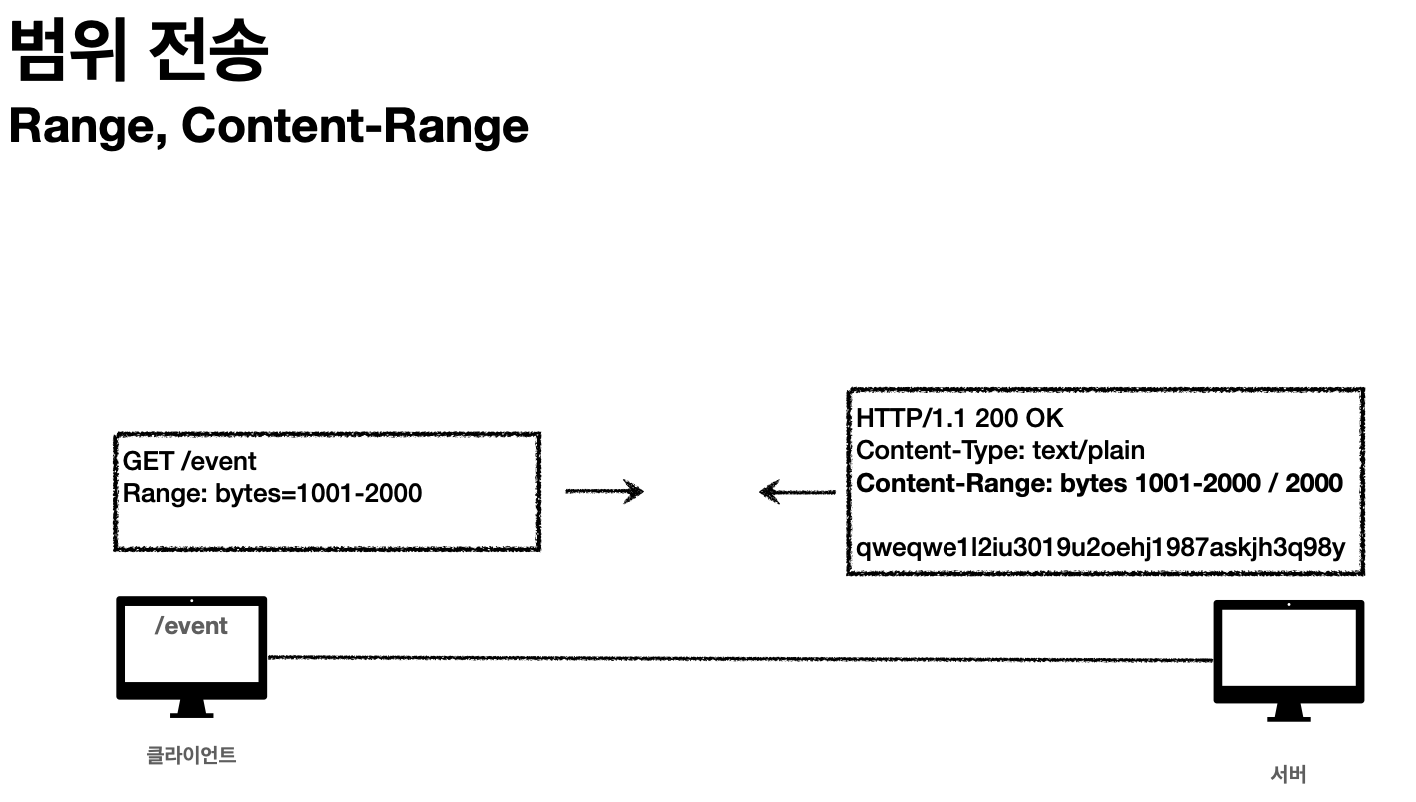 범위 전송
Range, Content-Range
GET /event
Range: bytes=1001-2000
HTTP/1.1 200 OK
Content-Type: text/plain
Content-Range: bytes 1001-2000 / 2000
qweqwe1l2iu3019u2oehj1987askjh3q98y
/event
클라이언트
서버